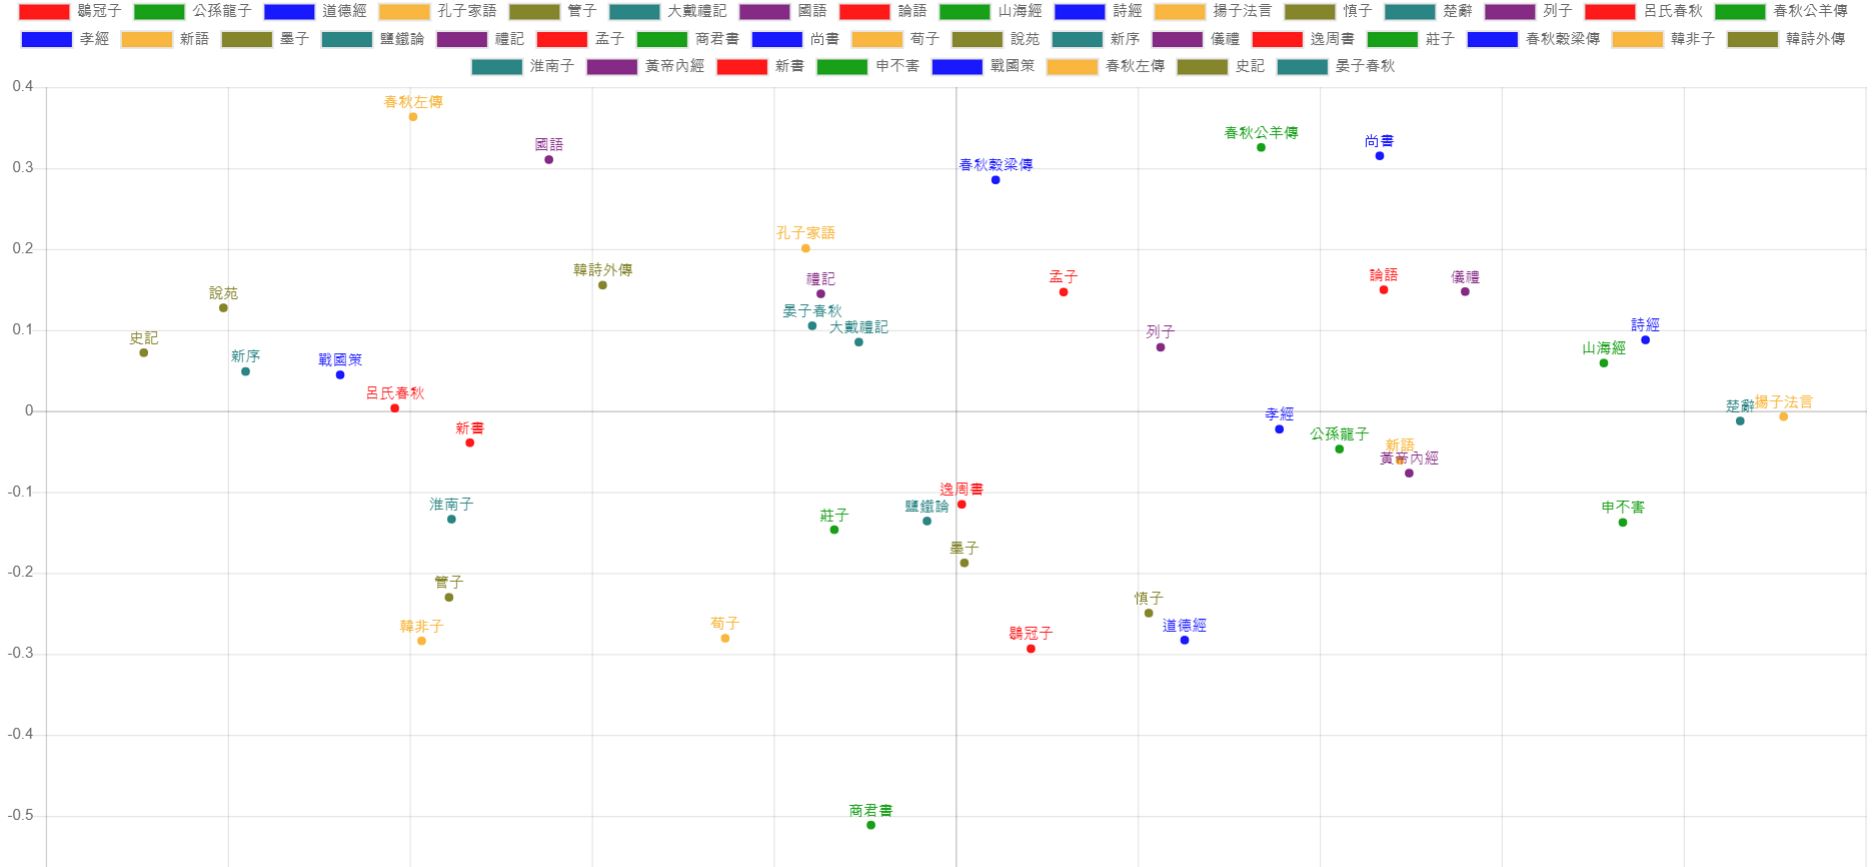 鶡冠子 公孫龍子 道德經 孔子家語 管子 大戴禮記 國語 論語 山海經 詩經 揚子法言 慎子 楚辭 列子 呂氏春秋 春秋公羊傳
孝經 新語 墨子 鹽鐵論 禮記 孟子 商君書 尚書 荀子 說苑 新序 儀禮 逸周書 莊子 春秋穀梁傳 韓非子 韓詩外傳
淮南子 黃帝內經 新書 申不害 戰國策 春秋左傳 史記 晏子春秋
0.4
春秋左傳
春秋公羊傳
尚書
國語
春秋穀梁傳
0.3
孔子家語
0.2
韓詩外傳
論語
孟子
儀禮
禮記
說苑
晏子春秋
詩經
大戴禮記
0.1
列子
史記
山海經
新序
戰國策
呂氏春秋
揚子法言
楚辭
0
孝經
新書
公孫龍子
新語
黃帝內經
逸周書
-0.1
淮南子
鹽鐵論
申不害
莊子
墨子
-0.2
管子
慎子
荀子
道德經
韓非子
鶡冠子
-0.3
-0.4
商君書
-0.5